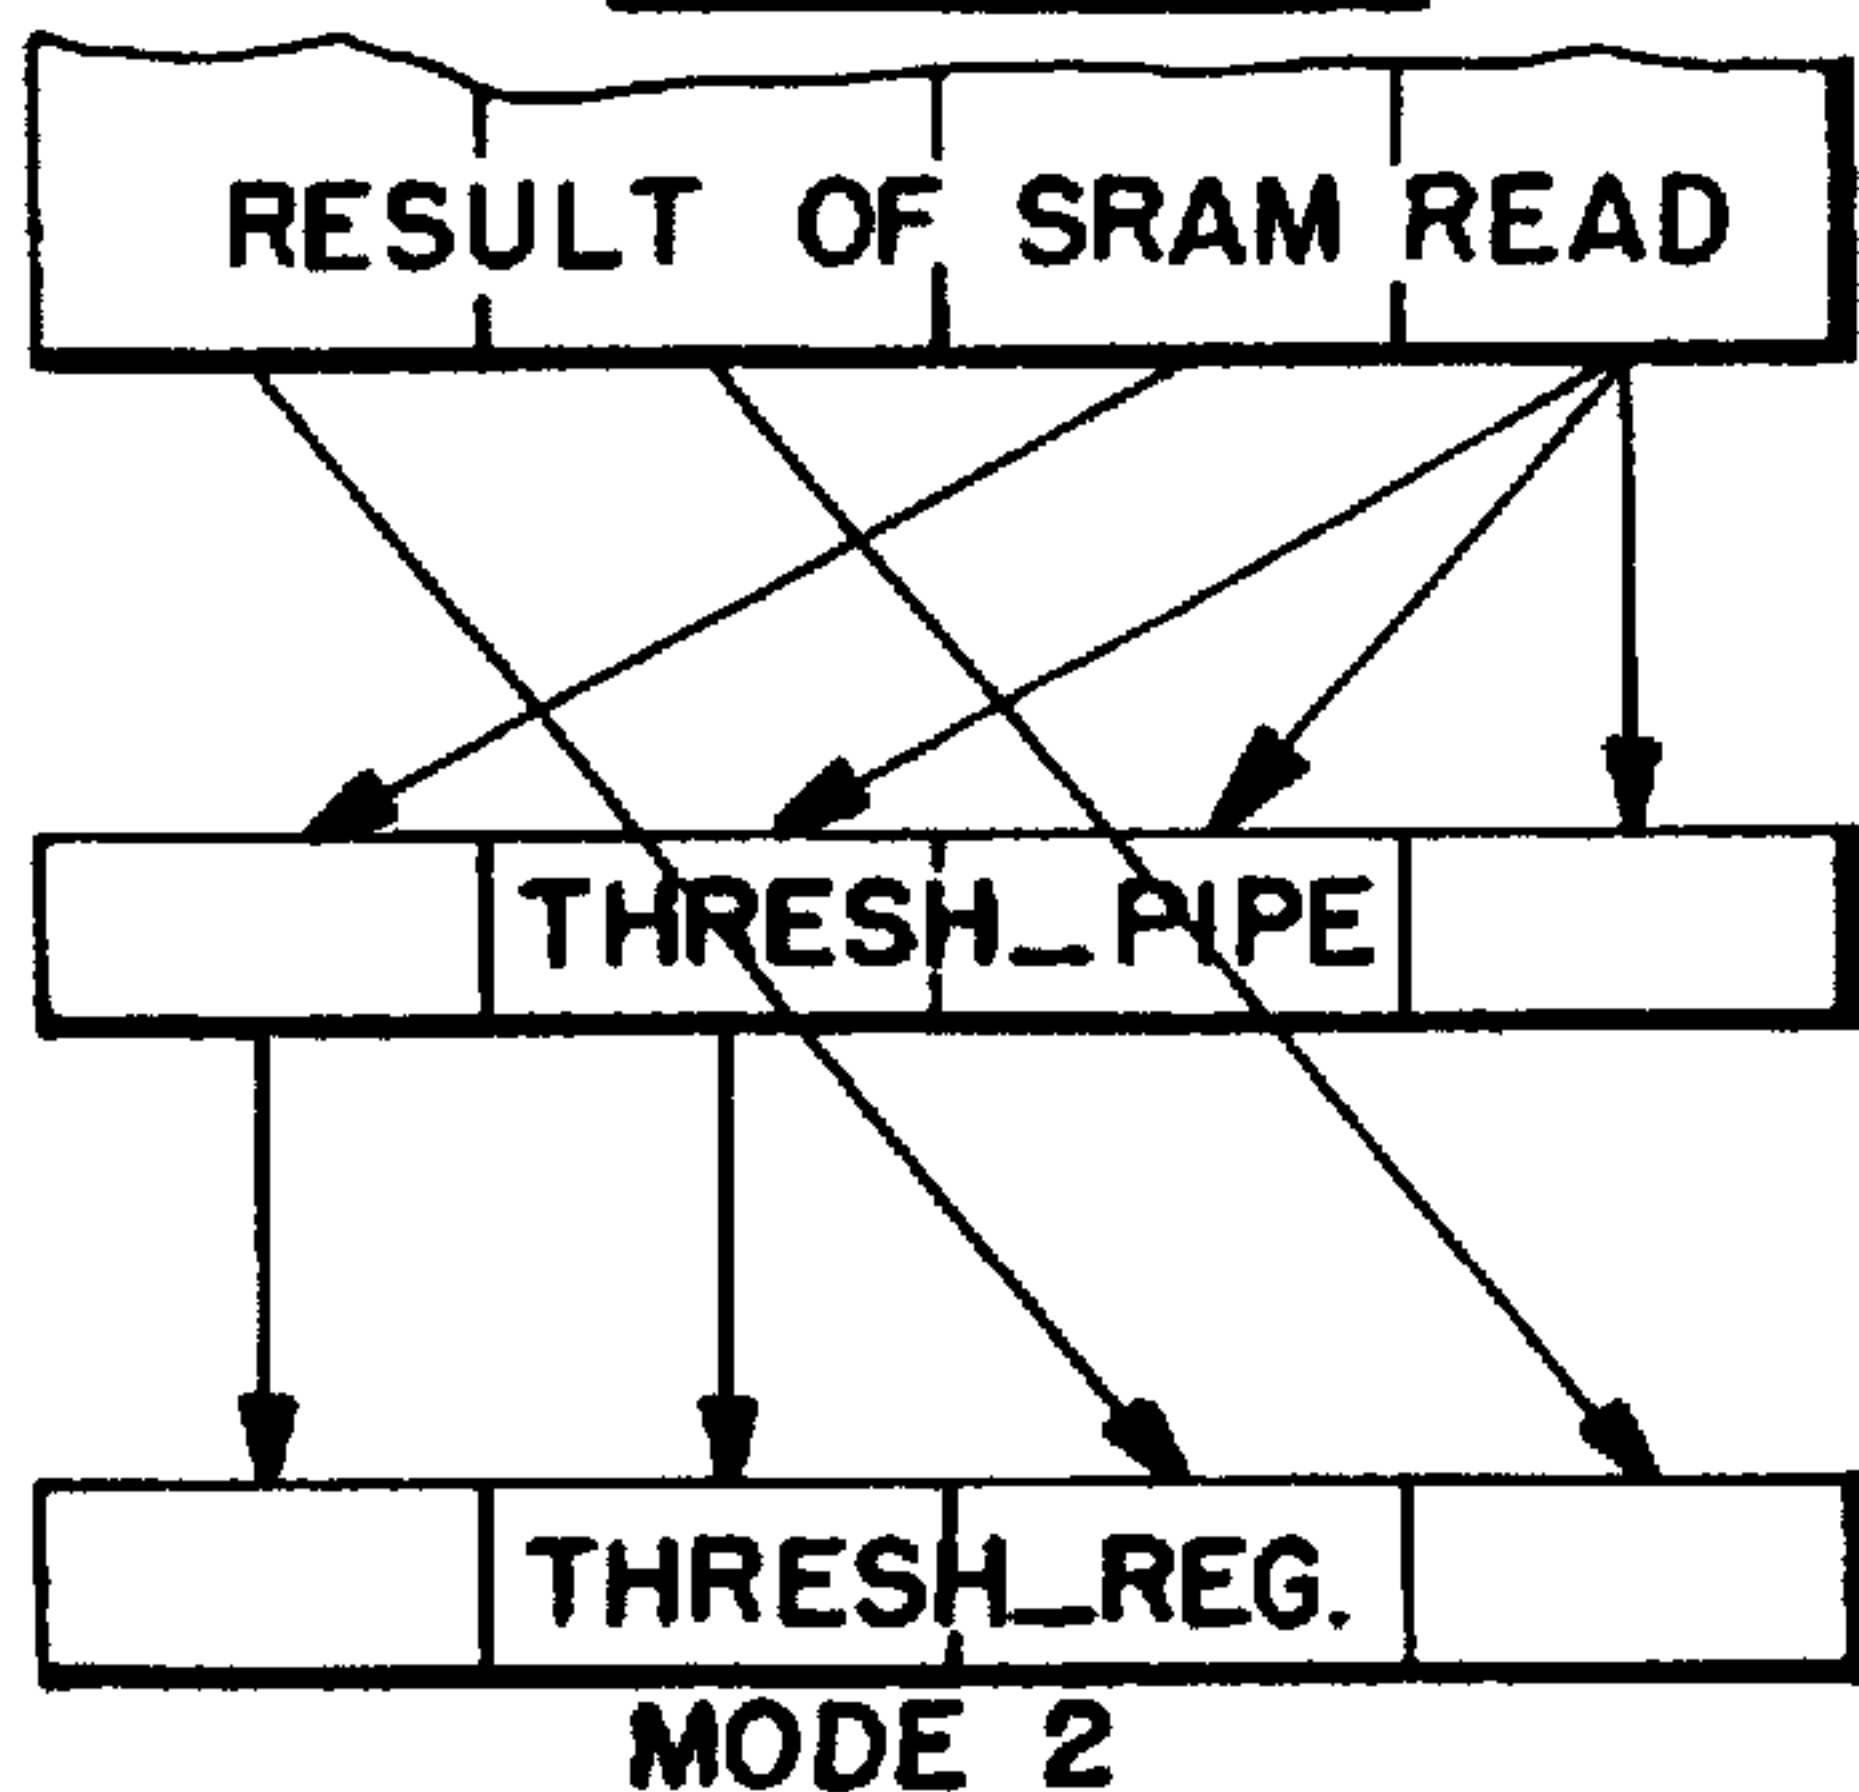 RESULT OF SRAM READ
THRESH_PIPE
THRESH_REG.
MODE 2